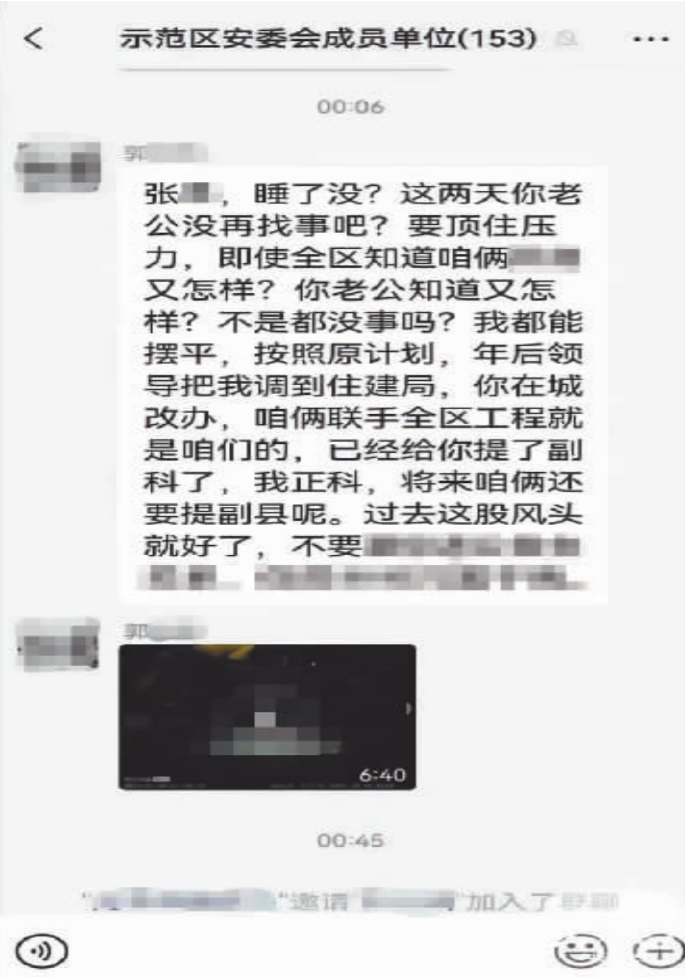 示范区安委会成员单位(153)
00:06
郭
张，睡了没？这两天你老
公没再找事吧？要顶住压
力，即使全区知道咱俩
又怎样？你老公知道又怎
样？不是都没事吗？我都能
摆平，按照原计划，年后领
导把我调到住建局，你在城
改办，咱俩联手全区工程就
是咱们的，已经给你提了副
科了，我正科，将来咱俩还
要提副县呢。过去这股风头
就好了，不要
郭
6:40
00:45
"邀请"加入了群聊